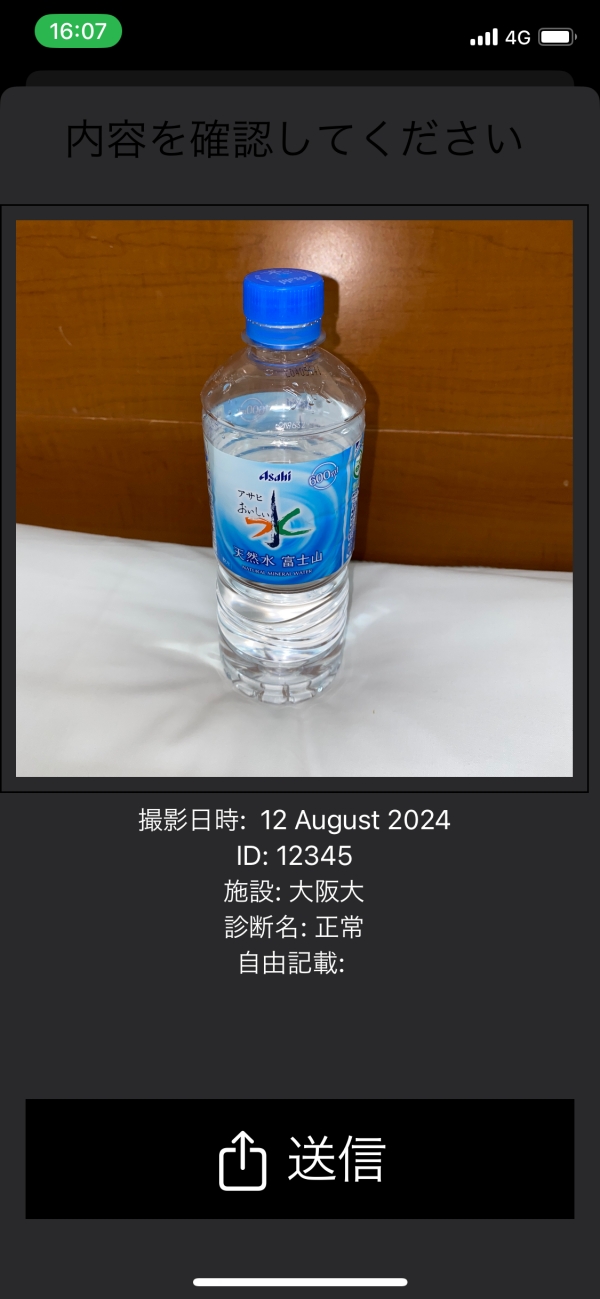 16:07
4G
内容を確認してください
Asahi
600ml
アサヒ
おいしい
水
天然水 富士山
NATURAL MINERAL WATER
撮影日時: 12 August 2024
ID: 12345
施設: 大阪大
診断名: 正常
自由記載:
送信